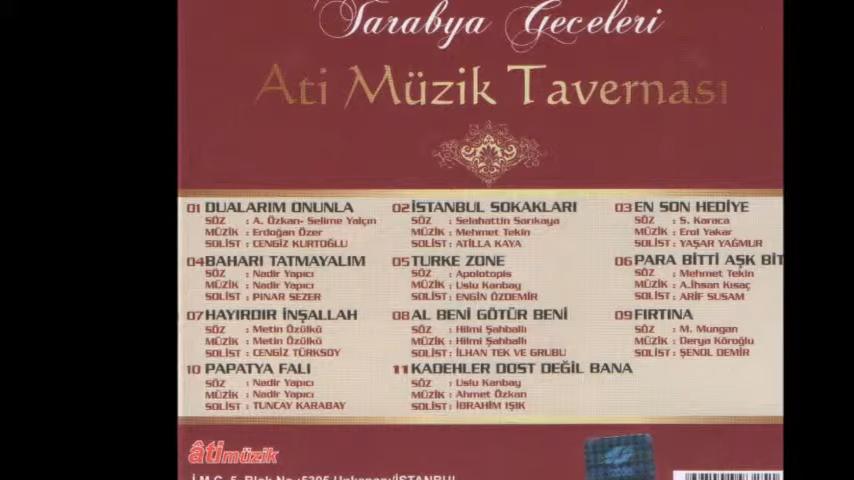 Tarabya Geceleri
Ati Müzik Tavernası
01 DUALARIM ONUNLA
SÖZ : A. Özkan- Selime Yalçın
MÜZİK : Erdoğan Özer
SOLİST : CENGİZ KURTOĞLU
02 İSTANBUL SOKAKLARI
SÖZ : Selahattin Sarıkaya
MÜZİK : Mehmet Tekin
SOLİST : ATİLLA KAYA
03 EN SON HEDİYE
SÖZ : S. Karaca
MÜZİK : Erol Yakar
SOLİST : YAŞAR YAĞMUR
04 BAHARI TATMAYALIM
SÖZ : Nadir Yapıcı
MÜZİK : Nadir Yapıcı
SOLİST : PINAR SEZER
05 TURKE ZONE
SÖZ : Apolotopis
MÜZİK : Uslu Kanbay
SOLİST : ENGİN ÖZDEMİR
06 PARA BİTTİ AŞK BİT
SÖZ : Mehmet Tekin
MÜZİK : A.İhsan Kısaç
SOLİST : ARİF SUSAM
07 HAYIRDIR İNŞALLAH
SÖZ : Metin Özülkü
MÜZİK : Metin Özülkü
SOLİST : CENGİZ TÜRKSOY
08 AL BENİ GÖTÜR BENİ
SÖZ : Hilmi Şahballı
MÜZİK : Hilmi Şahballı
SOLİST : İLHAN TEK VE GRUBU
09 FIRTINA
SÖZ : M. Mungan
MÜZİK : Derya Köroğlu
SOLİST : ŞENOL DEMİR
10 PAPATYA FALI
SÖZ : Nadir Yapıcı
MÜZİK : Nadir Yapıcı
SOLİST : TUNCAY KARABAY
11 KADEHLER DOST DEĞİL BANA
SÖZ : Uslu Kanbay
MÜZİK : Ahmet Özkan
SOLİST : İBRAHİM IŞIK
âti müzik
İ.M.Ç. 5. Blok No :5305 Unkapanı/İSTANBUL